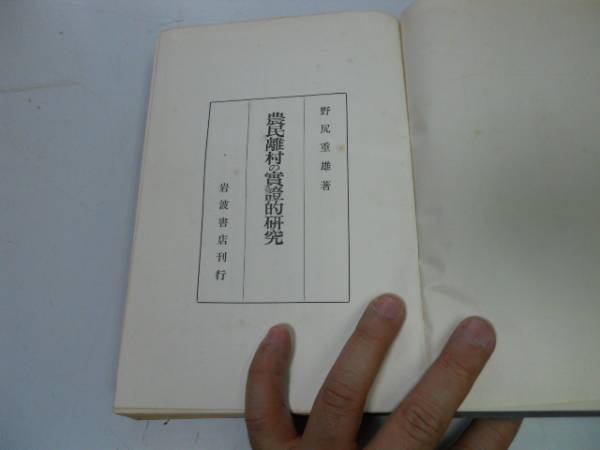 野尻重雄著
農民離村の實證的硏究
岩波書店刊行